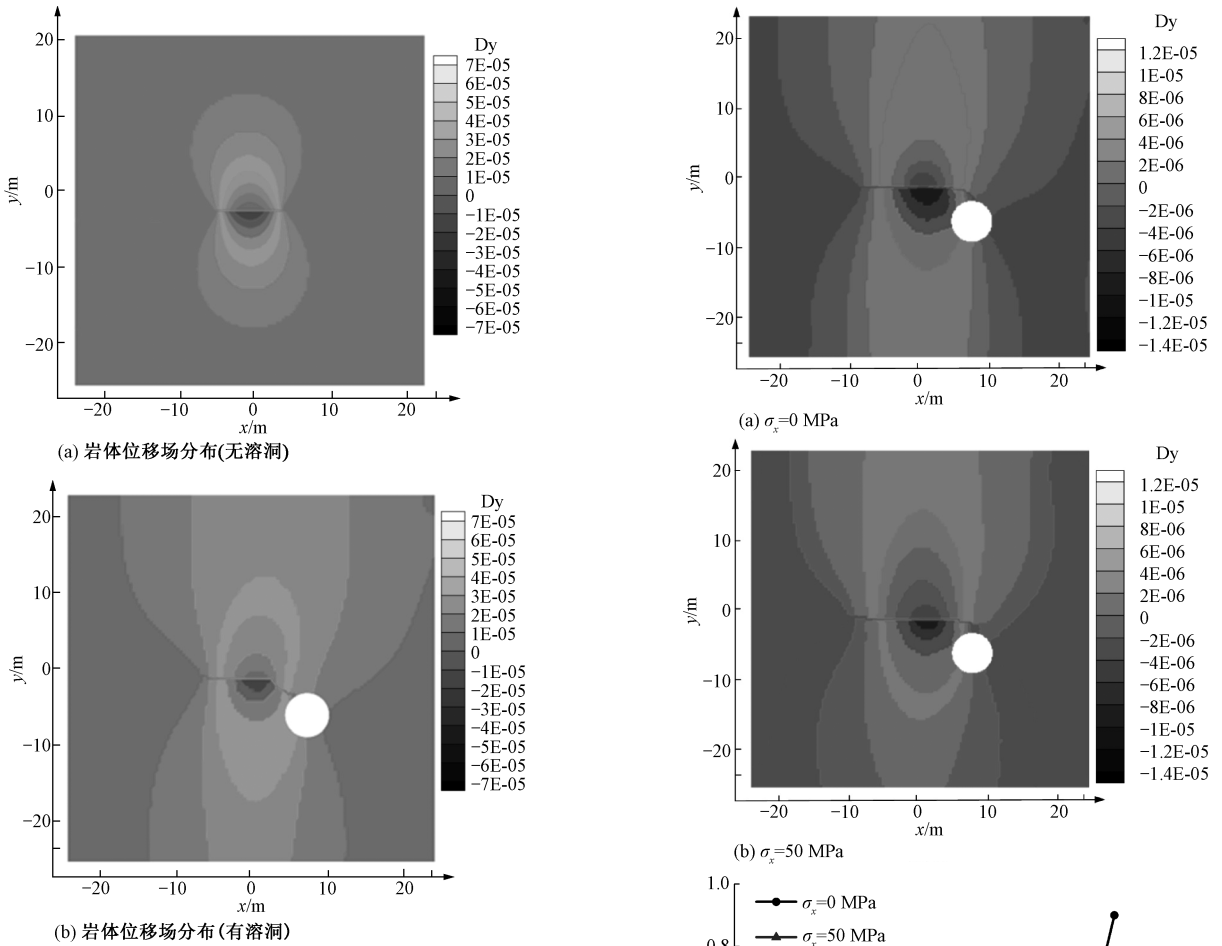 20
10
0
−10
−20
y/m
−20
−10
0
10
20
x/m
Dy
7E-05
6E-05
5E-05
4E-05
3E-05
2E-05
1E-05
0
−1E-05
−2E-05
−3E-05
−4E-05
−5E-05
−6E-05
−7E-05
(a) 岩体位移场分布(无溶洞)
20
10
0
−10
−20
y/m
−20
−10
0
10
20
x/m
Dy
7E-05
6E-05
5E-05
4E-05
3E-05
2E-05
1E-05
0
−1E-05
−2E-05
−3E-05
−4E-05
−5E-05
−6E-05
−7E-05
(b) 岩体位移场分布(有溶洞)
20
10
0
−10
−20
y/m
−20
−10
0
10
20
x/m
Dy
1.2E-05
1E-05
8E-06
6E-06
4E-06
2E-06
0
−2E-06
−4E-06
−6E-06
−8E-06
−1E-05
−1.2E-05
−1.4E-05
(a) σx=0 MPa
20
10
0
−10
−20
y/m
−20
−10
0
10
20
x/m
Dy
1.2E-05
1E-05
8E-06
6E-06
4E-06
2E-06
0
−2E-06
−4E-06
−6E-06
−8E-06
−1E-05
−1.2E-05
−1.4E-05
(b) σx=50 MPa
1.0
0.8
σx=0 MPa
σx=50 MPa